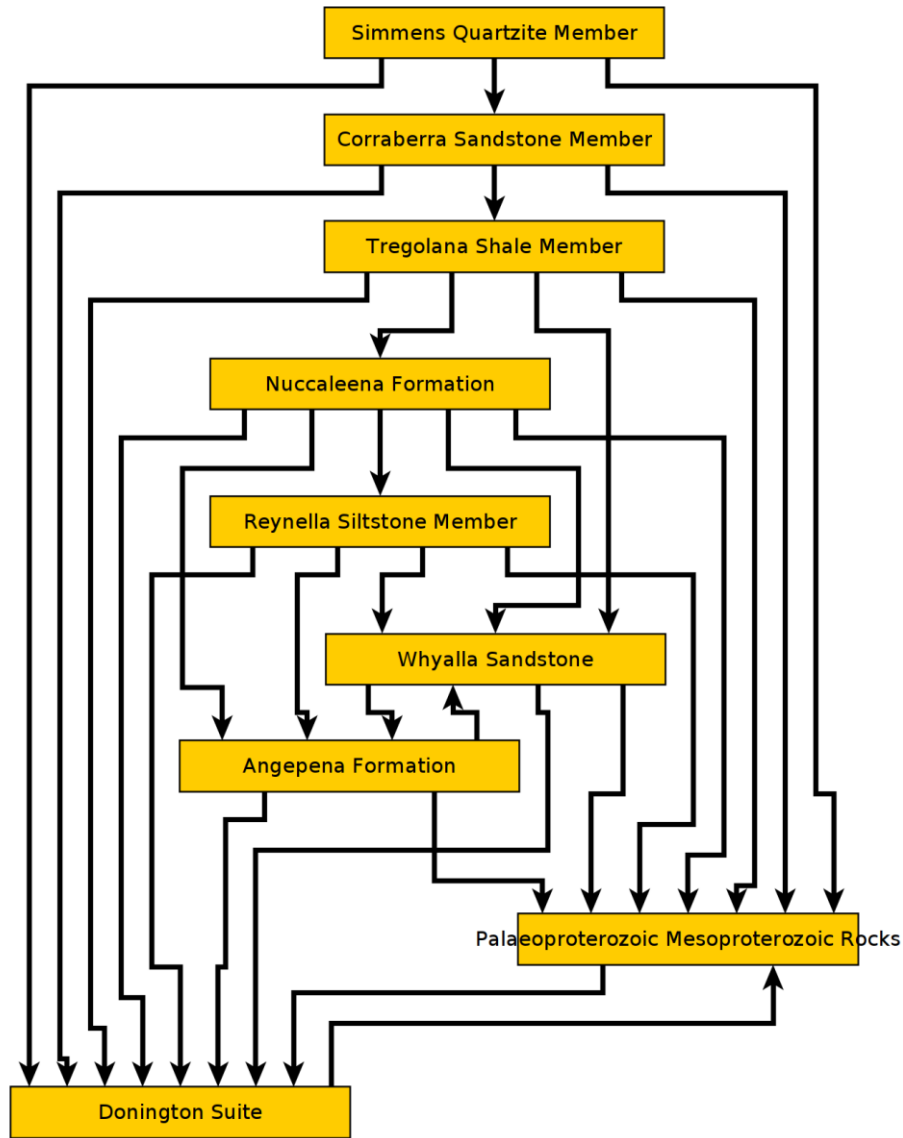 Simmens Quartzite Member
Corraberra Sandstone Member
Tregolana Shale Member
Nuccaleena Formation
Reynella Siltstone Member
Whyalla Sandstone
Angepena Formation
Palaeoproterozoic Mesoproterozoic Rocks
Donington Suite